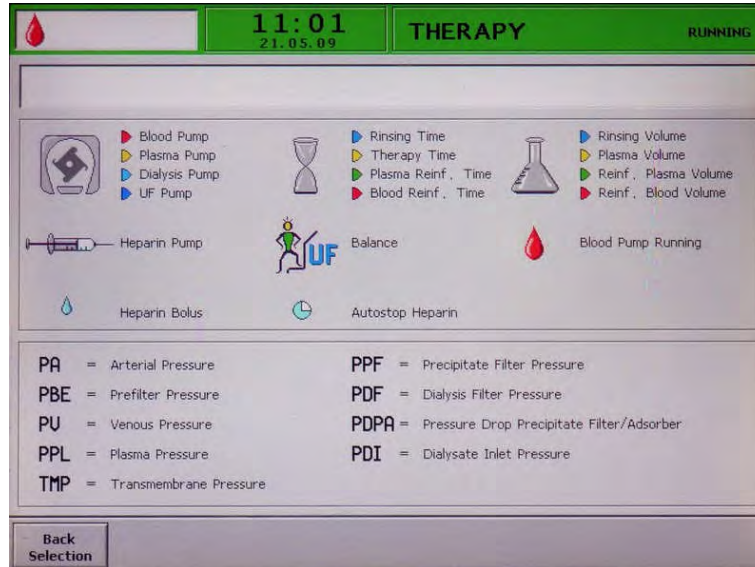 11:01
21.05.09
THERAPY
RUNNING
Blood Pump
Plasma Pump
Dialysis Pump
UF Pump
Rinsing Time
Therapy Time
Plasma Reinf. Time
Blood Reinf. Time
Rinsing Volume
Plasma Volume
Reinf. Plasma Volume
Reinf. Blood Volume
Heparin Pump
UF
Balance
Blood Pump Running
Heparin Bolus
Autostop Heparin
PA = Arterial Pressure
PBE = Prefilter Pressure
PV = Venous Pressure
PPL = Plasma Pressure
TMP = Transmembrane Pressure
PPF = Precipitate Filter Pressure
PDF = Dialysis Filter Pressure
PDPA = Pressure Drop Precipitate Filter/Adsorber
PDI = Dialysate Inlet Pressure
Back
Selection